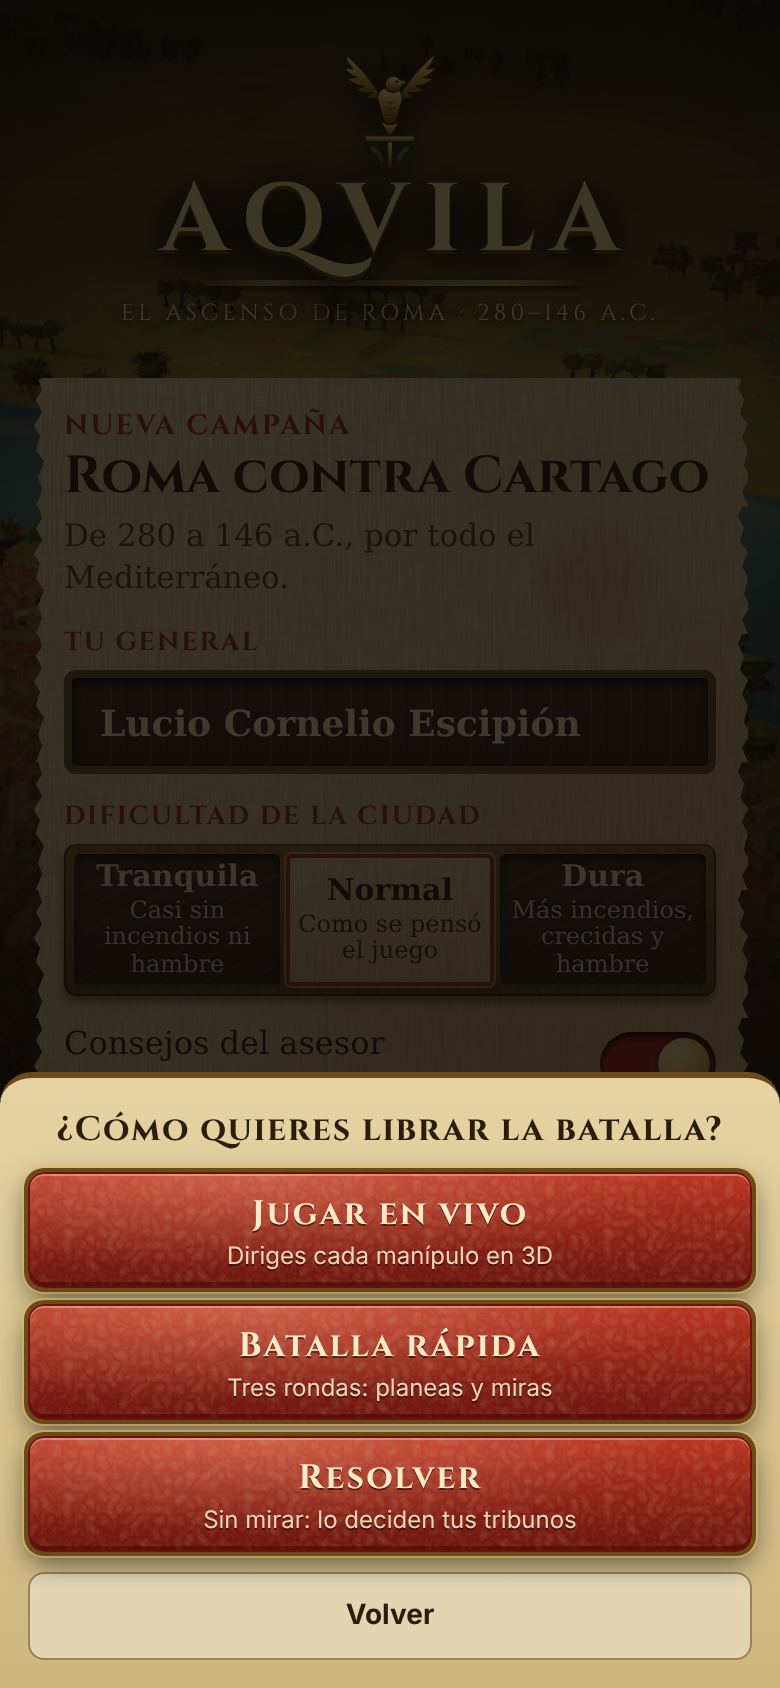 AQVILA
EL ASCENSO DE ROMA · 280–146 A.C.
NUEVA CAMPAÑA
ROMA CONTRA CARTAGO
De 280 a 146 a.C., por todo el
Mediterráneo.
TU GENERAL
Lucio Cornelio Escipión
DIFICULTAD DE LA CIUDAD
Tranquila
Casi sin
incendios ni
hambre
Normal
Como se pensó
el juego
Dura
Más incendios,
crecidas y
hambre
Consejos del asesor
¿CÓMO QUIERES LIBRAR LA BATALLA?
JUGAR EN VIVO
Diriges cada manípulo en 3D
BATALLA RÁPIDA
Tres rondas: planeas y miras
RESOLVER
Sin mirar: lo deciden tus tribunos
Volver